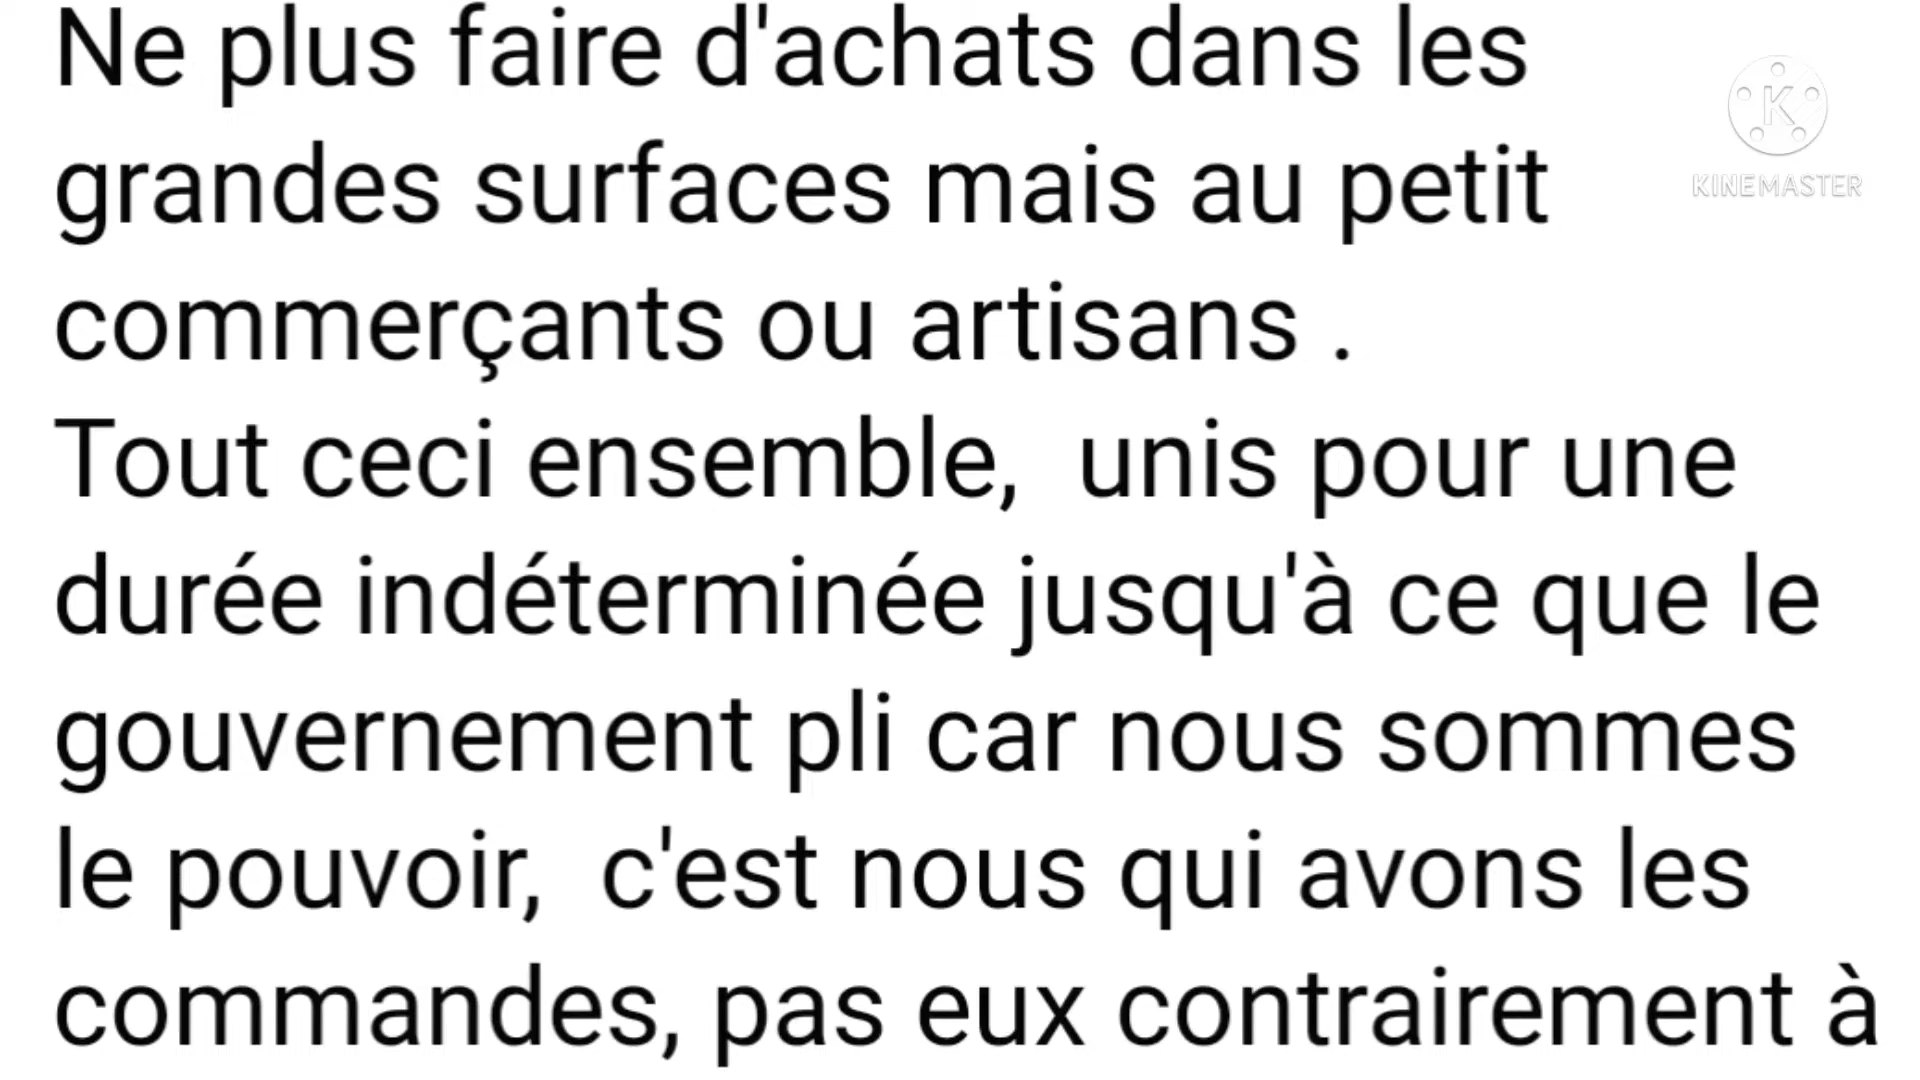 Ne plus faire d'achats dans les
grandes surfaces mais au petit
commerçants ou artisans .
Tout ceci ensemble,  unis pour une
durée indéterminée jusqu'à ce que le
gouvernement pli car nous sommes
le pouvoir,  c'est nous qui avons les
commandes, pas eux contrairement à
K
KINEMASTER